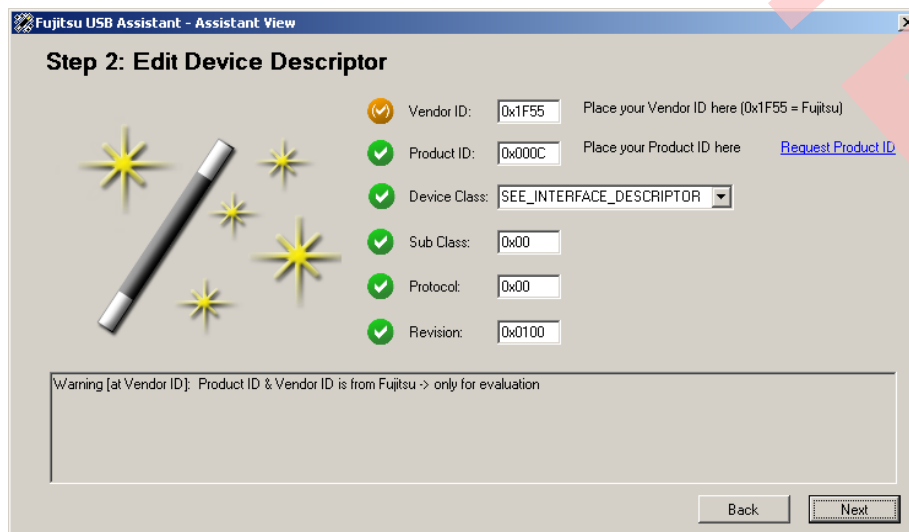 Fujitsu USB Assistant - Assistant View
Step 2: Edit Device Descriptor
Vendor ID: 0x1F55 Place your Vendor ID here (0x1F55 = Fujitsu)
Product ID: 0x000C Place your Product ID here Request Product ID
Device Class: SEE_INTERFACE_DESCRIPTOR
Sub Class: 0x00
Protocol: 0x00
Revision: 0x0100
Warning [at Vendor ID]: Product ID & Vendor ID is from Fujitsu -> only for evaluation
Back Next